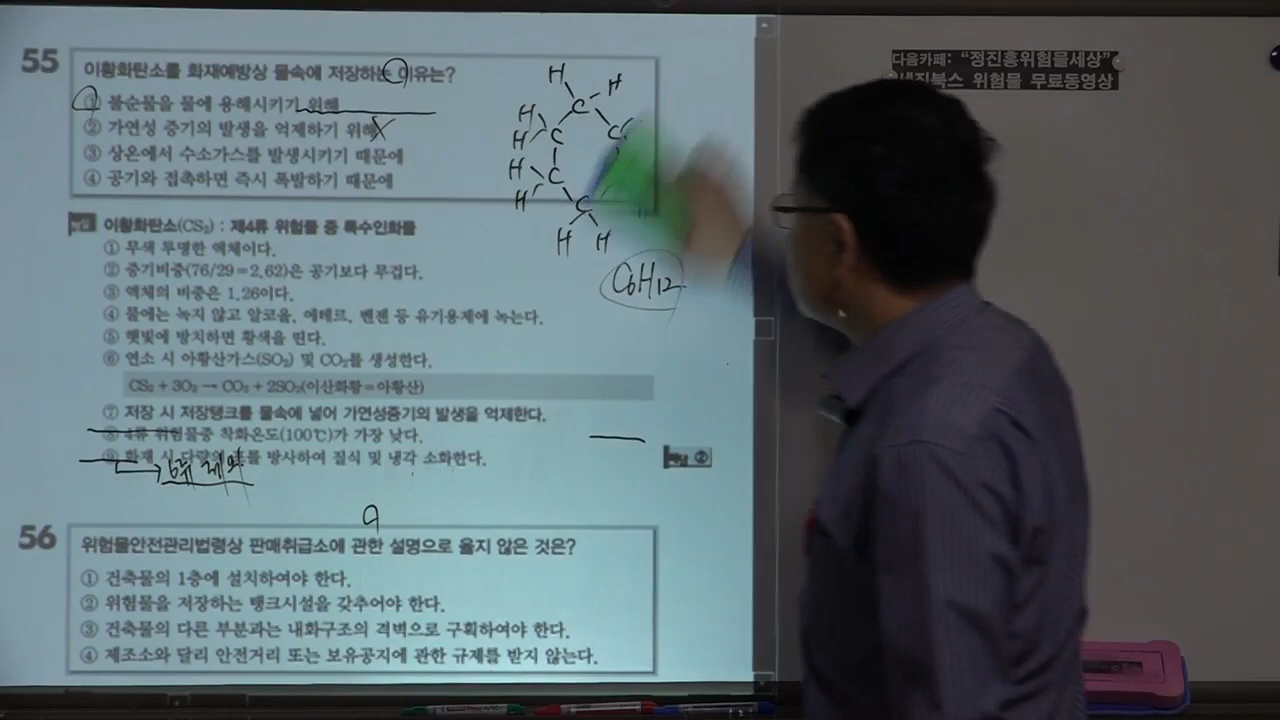 55
이황화탄소를 화재예방상 물속에 저장하는 이유는?
① 불순물을 물에 용해시키기 위해
② 가연성 증기의 발생을 억제하기 위해
③ 상온에서 수소가스를 발생시키기 때문에
④ 공기와 접촉하면 즉시 폭발하기 때문에
이황화탄소(CS₂) : 제4류 위험물 중 특수인화물
① 무색 투명한 액체이다.
② 증기비중(76/29=2.62)은 공기보다 무겁다.
③ 액체의 비중은 1.26이다.
④ 물에는 녹지 않고 알코올, 에테르, 벤젠 등 유기용제에 녹는다.
⑤ 햇빛에 방치하면 황색을 띤다.
⑥ 연소 시 아황산가스(SO₂) 및 CO₂를 생성한다.
CS₂ + 3O₂ → CO₂ + 2SO₂(이산화황=아황산)
⑦ 저장 시 저장탱크를 물속에 넣어 가연성증기의 발생을 억제한다.
⑧ 4류 위험물중 착화온도(100℃)가 가장 낮다.
⑨ 화재 시 다량의 를 방사하여 질식 및 냉각 소화한다.
②
6류 제외
H H
C
H C C
H
H C
H
C
H H
C6H12
56
위험물안전관리법령상 판매취급소에 관한 설명으로 옳지 않은 것은?
① 건축물의 1층에 설치하여야 한다.
② 위험물을 저장하는 탱크시설을 갖추어야 한다.
③ 건축물의 다른 부분과는 내화구조의 격벽으로 구획하여야 한다.
④ 제조소와 달리 안전거리 또는 보유공지에 관한 규제를 받지 않는다.
다음카페: "정진홍위험물세상"
세진북스 위험물 무료동영상